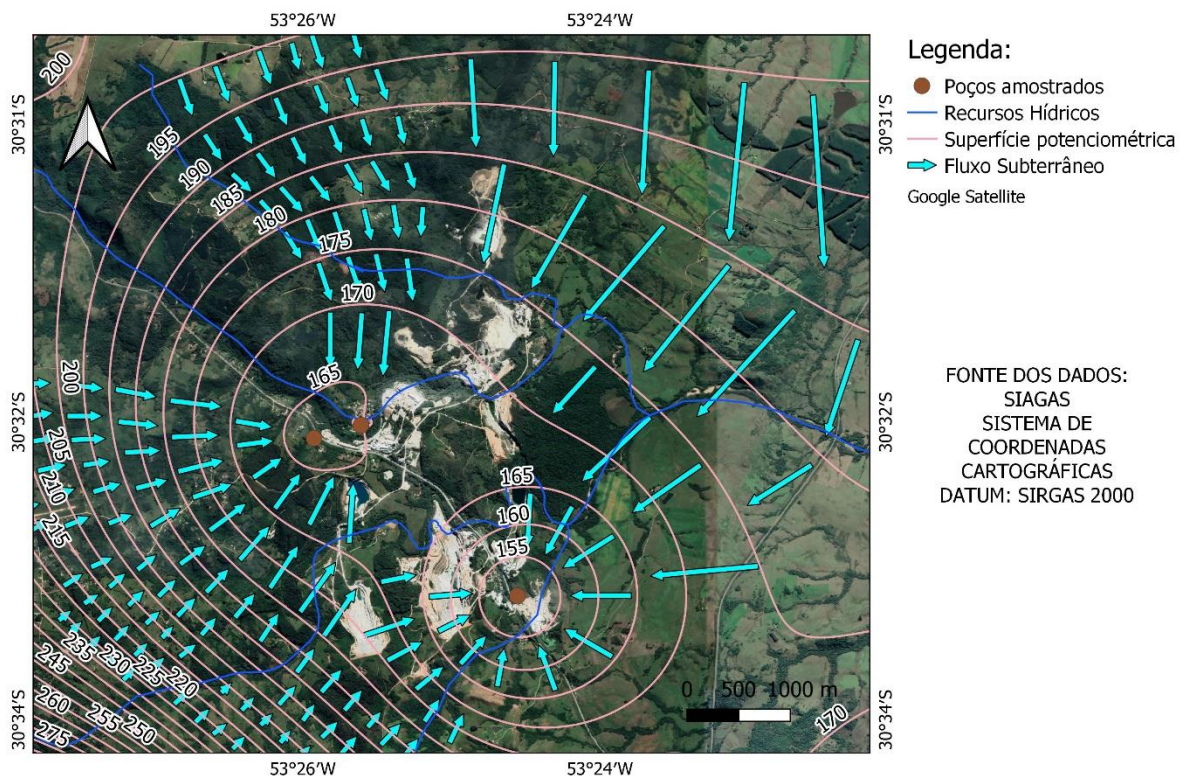 53°26′W
53°24′W
200
195
190
185
180
175
170
165
200
205
210
215
165
160
155
235
230
225
220
245
260
255
250
275
170
0 500 1000 m
30°31′S
30°32′S
30°34′S
30°31′S
30°32′S
30°34′S
53°26′W
53°24′W
Legenda:
Poços amostrados
Recursos Hídricos
Superfície potenciométrica
Fluxo Subterrâneo
Google Satellite
FONTE DOS DADOS:
SIAGAS
SISTEMA DE
COORDENADAS
CARTOGRÁFICAS
DATUM: SIRGAS 2000